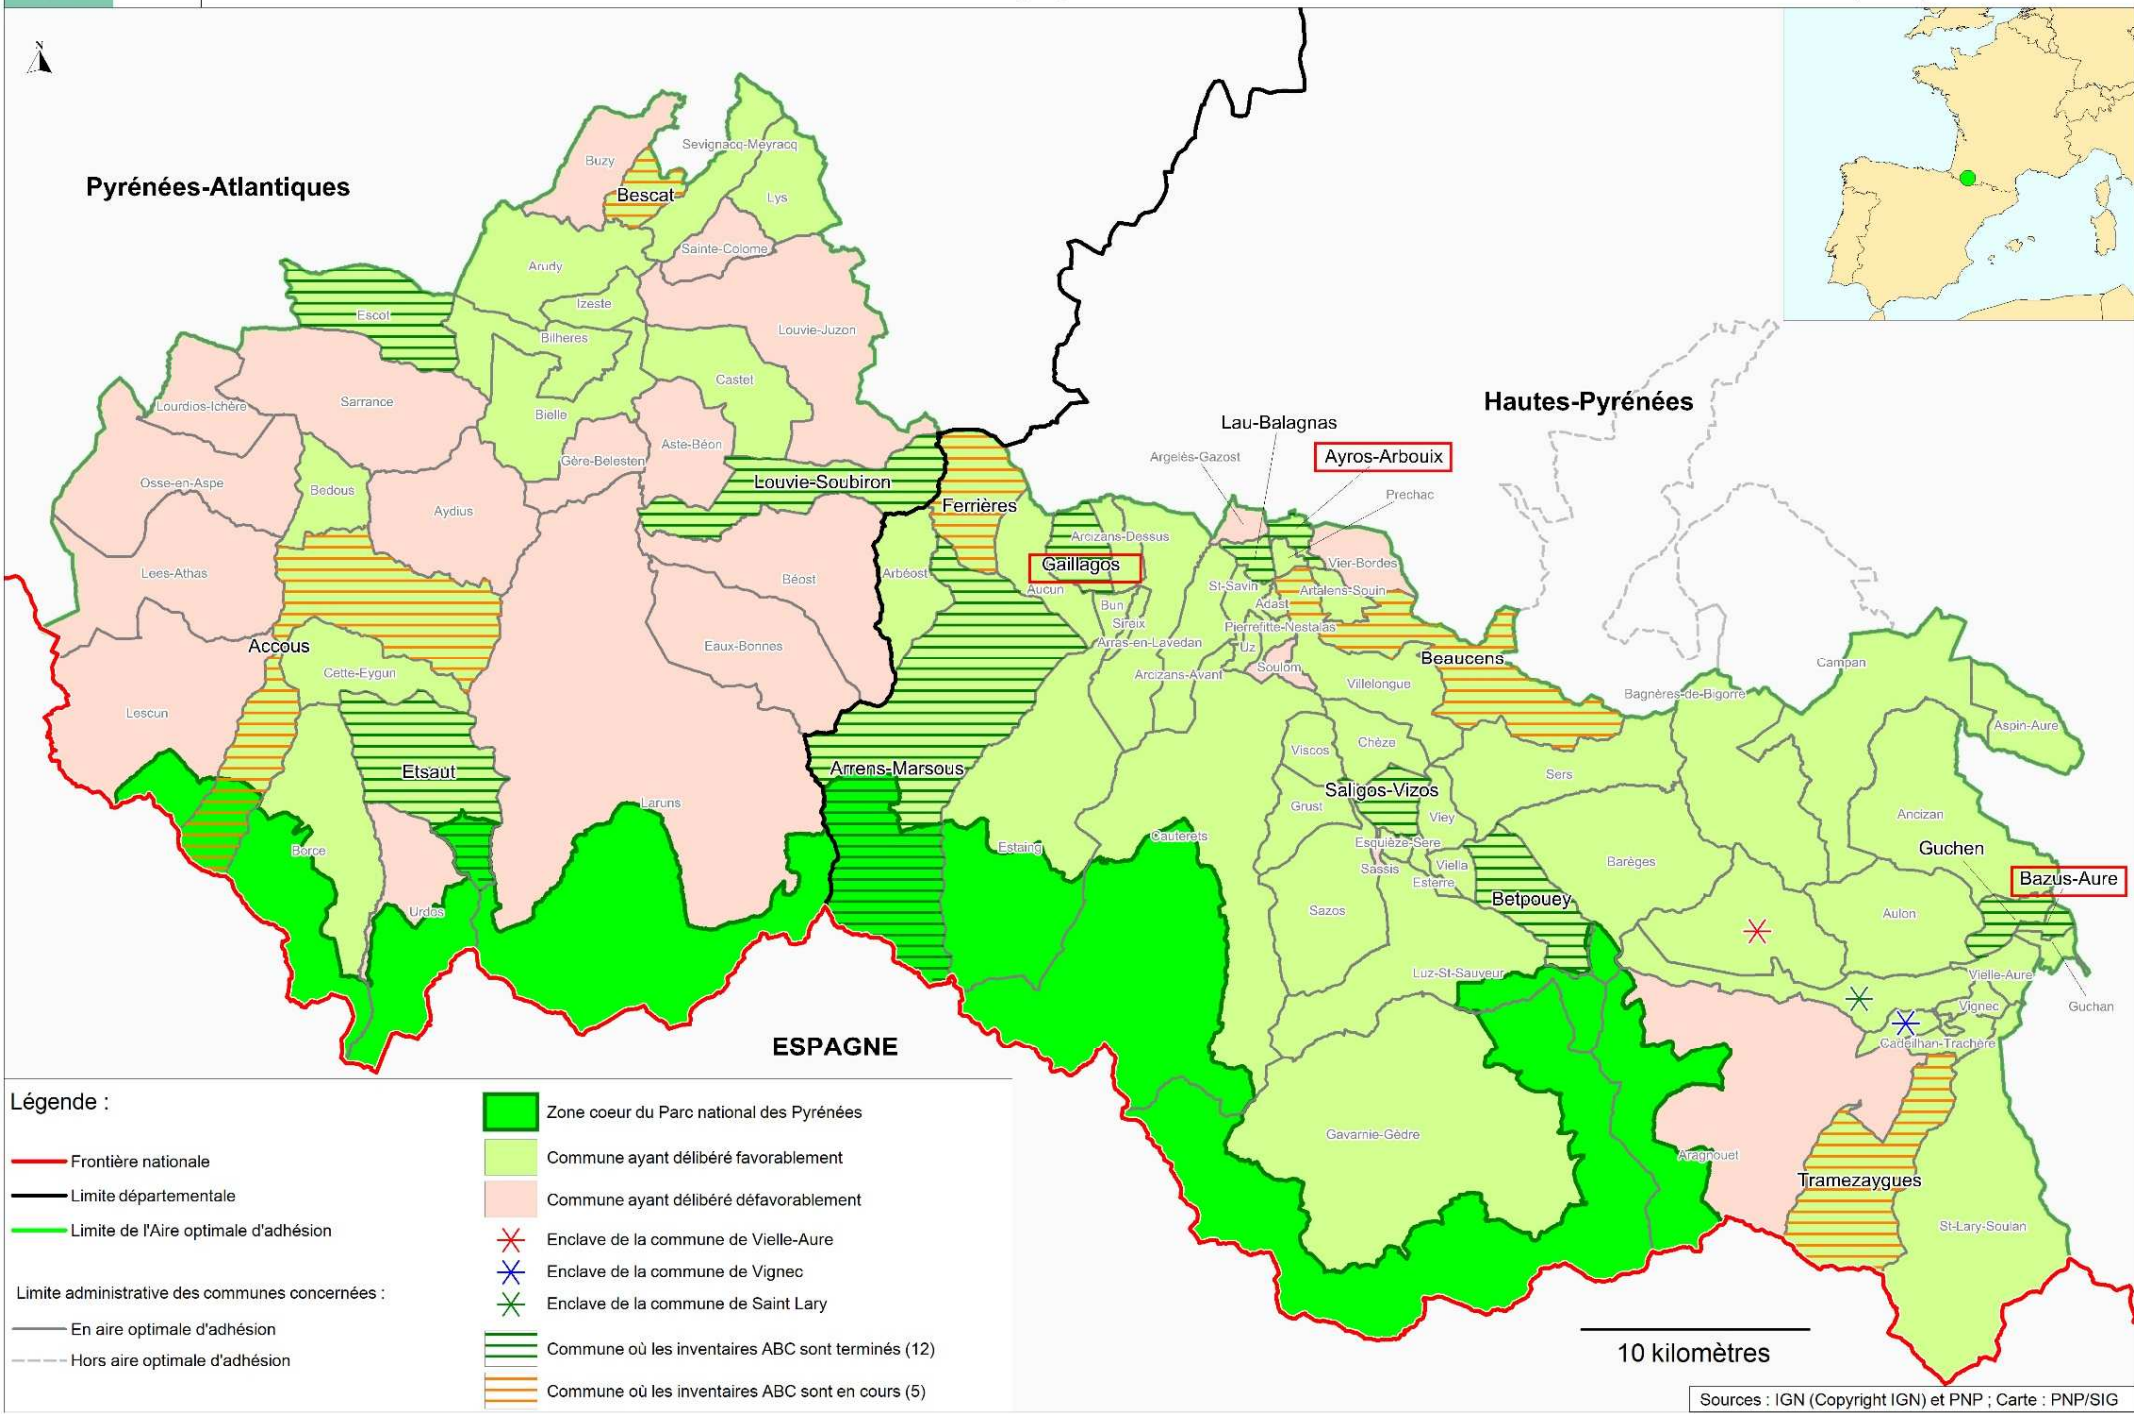 N
Pyrénées-Atlantiques
Buzy
Bescat
Sevignacq-Meyracq
Lys
Sainte-Colome
Arudy
Izeste
Escot
Bilheres
Louvie-Juzon
Castet
Lourdios-Ichère
Sarrance
Bielle
Aste-Béon
Gère-Belesten
Osse-en-Aspe
Bedous
Aydius
Louvie-Soubiron
Ferrières
Lees-Athas
Béost
Arbéost
Accous
Cette-Eygun
Eaux-Bonnes
Lescun
Etsaut
Arrens-Marsous
Laruns
Borce
Urdos
Hautes-Pyrénées
Lau-Balagnas
Argelès-Gazost
Ayros-Arbouix
Prechac
Arcizans-Dessus
Gaillagos
Aucun
Bun
Sireix
St-Savin
Adast
Vier-Bordes
Artalens-Souin
Arras-en-Lavedan
Pierrefitte-Nestalas
Uz
Soulom
Arcizans-Avant
Villelongue
Beaucens
Bagnères-de-Bigorre
Campan
Aspin-Aure
Viscos
Chèze
Saligos-Vizos
Sers
Grust
Viey
Estaing
Cauterets
Esquièze-Sere
Sassis
Viella
Esterre
Barèges
Ancizan
Guchen
Bazus-Aure
Betpouey
Sazos
Aulon
Luz-St-Sauveur
Vielle-Aure
Vignec
Guchan
Cadeilhan-Trachère
Gavarnie-Gèdre
Aragnouet
Tramezaygues
St-Lary-Soulan
ESPAGNE
Légende :
Frontière nationale
Limite départementale
Limite de l'Aire optimale d'adhésion
Limite administrative des communes concernées :
En aire optimale d'adhésion
Hors aire optimale d'adhésion
Zone coeur du Parc national des Pyrénées
Commune ayant délibéré favorablement
Commune ayant délibéré défavorablement
Enclave de la commune de Vielle-Aure
Enclave de la commune de Vignec
Enclave de la commune de Saint Lary
Commune où les inventaires ABC sont terminés (12)
Commune où les inventaires ABC sont en cours (5)
10 kilomètres
Sources : IGN (Copyright IGN) et PNP ; Carte : PNP/SIG